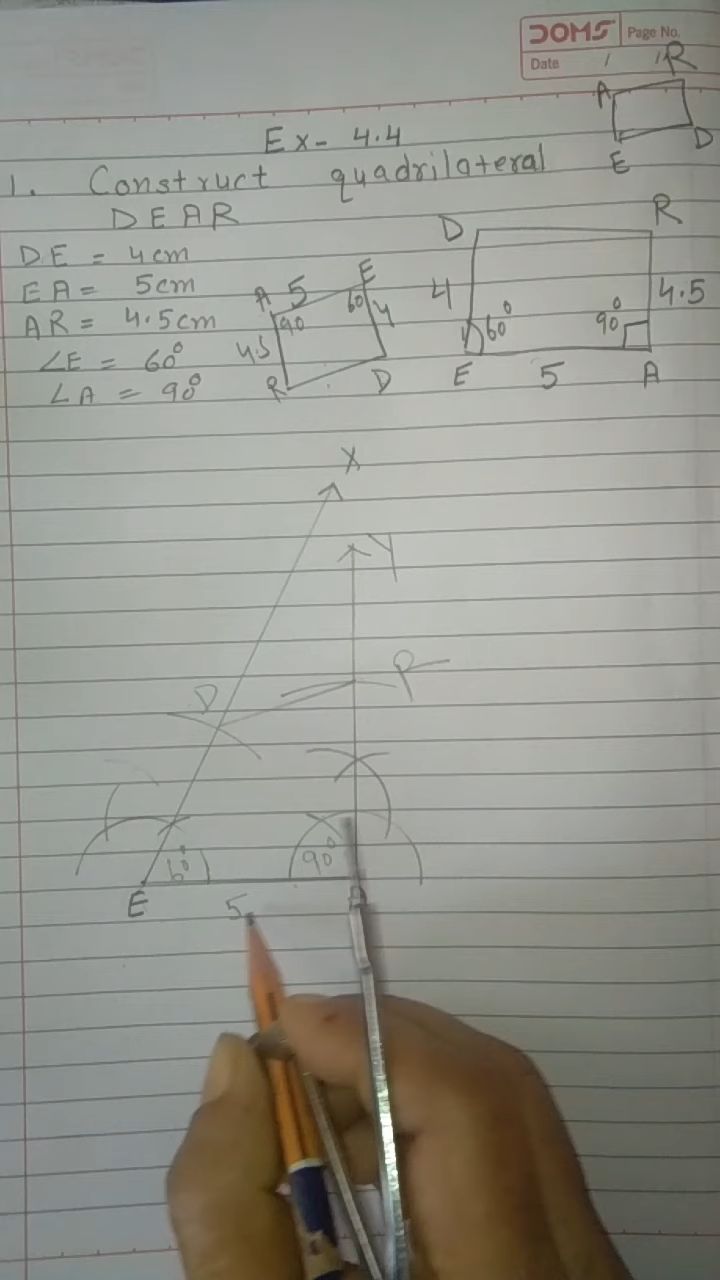 DOMS Page No.
Date / /
R
A
D
E
Ex- 4.4
1. Construct quadrilateral
DEAR
DE = 4cm
EA = 5cm
AR = 4.5cm
∠E = 60°
∠A = 90°
A 5 E
90 60 4
4.5
R D
D R
4 4.5
60° 90°
E 5 A
X
Y
D R
60° 90°
E 5 A